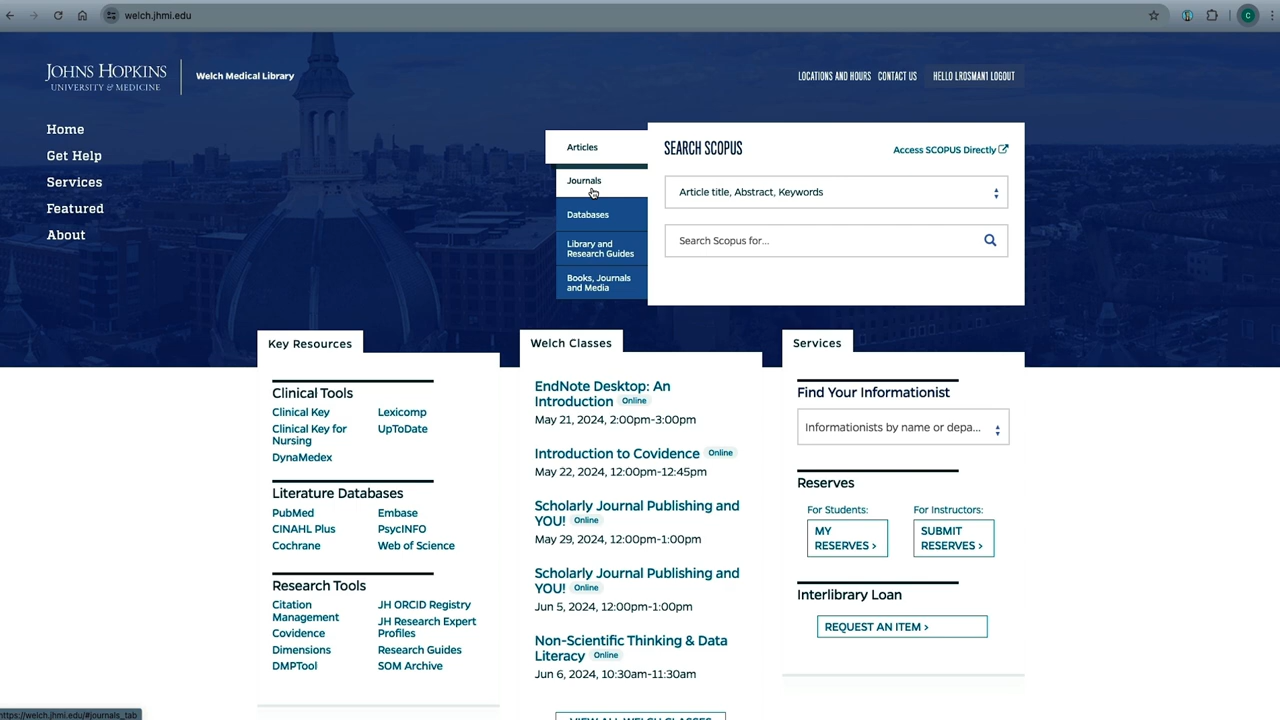 welch.jhmi.edu
C
JOHNS HOPKINS
UNIVERSITY & MEDICINE
Welch Medical Library
LOCATIONS AND HOURS
CONTACT US
HELLO LROSMAN1 LOGOUT
Home
Get Help
Services
Featured
About
Articles
Journals
Databases
Library and
Research Guides
Books, Journals
and Media
SEARCH SCOPUS
Access SCOPUS Directly
Article title, Abstract, Keywords
Search Scopus for...
Key Resources
Clinical Tools
Clinical Key
Clinical Key for
Nursing
DynaMedex
Lexicomp
UpToDate
Literature Databases
PubMed
CINAHL Plus
Cochrane
Embase
PsycINFO
Web of Science
Research Tools
Citation
Management
Covidence
Dimensions
DMPTool
JH ORCID Registry
JH Research Expert
Profiles
Research Guides
SOM Archive
Welch Classes
EndNote Desktop: An
Introduction Online
May 21, 2024, 2:00pm-3:00pm
Introduction to Covidence Online
May 22, 2024, 12:00pm-12:45pm
Scholarly Journal Publishing and
YOU! Online
May 29, 2024, 12:00pm-1:00pm
Scholarly Journal Publishing and
YOU! Online
Jun 5, 2024, 12:00pm-1:00pm
Non-Scientific Thinking & Data
Literacy Online
Jun 6, 2024, 10:30am-11:30am
VIEW ALL WELCH CLASSES
Services
Find Your Informationist
Informationists by name or depa...
Reserves
For Students:
MY
RESERVES >
For Instructors:
SUBMIT
RESERVES >
Interlibrary Loan
REQUEST AN ITEM >
https://welch.jhmi.edu/#journals_tab